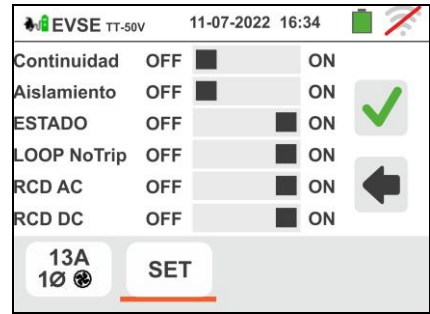 EVSE TT-50V 11-07-2022 16:34
Continuidad OFF ON
Aislamiento OFF ON
ESTADO OFF ON
LOOP NoTrip OFF ON
RCD AC OFF ON
RCD DC OFF ON
13A
1Ø
SET